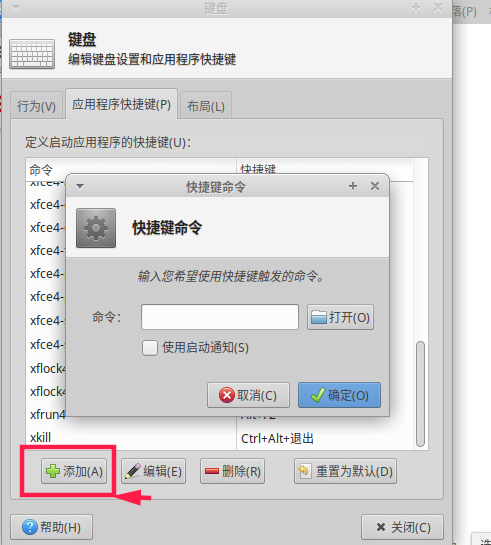 键盘
落(P)
键盘
编辑键盘设置和应用程序快捷键
行为(V)
应用程序快捷键(P)
布局(L)
定义启动应用程序的快捷键(U):
命令
快捷键
快捷键命令
快捷键命令
输入您希望使用快捷键触发的命令。
命令:
打开(O)
使用启动通知(S)
取消(C)
确定(O)
xfce4-
xfce4-
xfce4-
xfce4-
xfce4-
xfce4-
xfce4-
xfce4-
xflock4
xflock4
xfrun4
xkill
Ctrl+Alt+退出
添加(A)
编辑(E)
删除(R)
重置为默认(D)
帮助(H)
关闭(C)